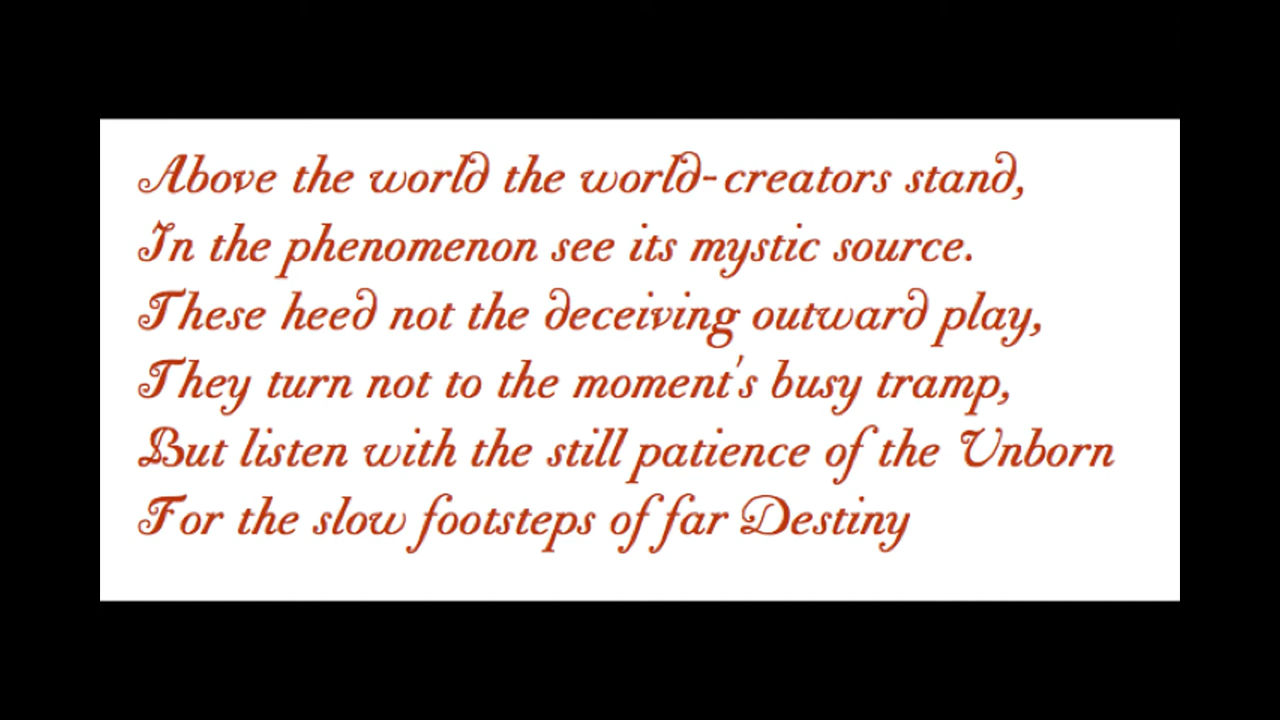 Above the world the world-creators stand,
In the phenomenon see its mystic source.
These heed not the deceiving outward play,
They turn not to the moment's busy tramp,
But listen with the still patience of the Unborn
For the slow footsteps of far Destiny